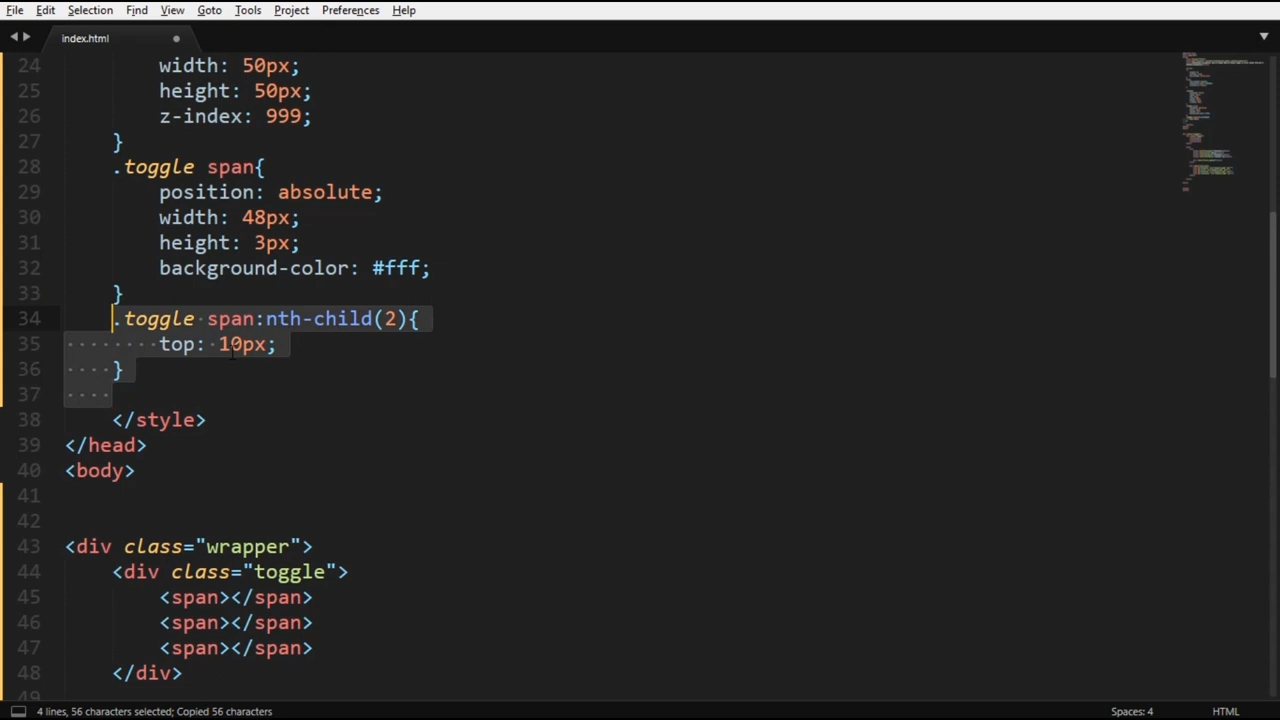 File Edit Selection Find View Goto Tools Project Preferences Help
index.html
24 width: 50px;
25 height: 50px;
26 z-index: 999;
27 }
28 .toggle span{
29 position: absolute;
30 width: 48px;
31 height: 3px;
32 background-color: #fff;
33 }
34 .toggle span:nth-child(2){
35 top: 10px;
36 }
37
38 </style>
39 </head>
40 <body>
41
42
43 <div class="wrapper">
44 <div class="toggle">
45 <span></span>
46 <span></span>
47 <span></span>
48 </div>
49
4 lines, 56 characters selected; Copied 56 characters Spaces: 4 HTML